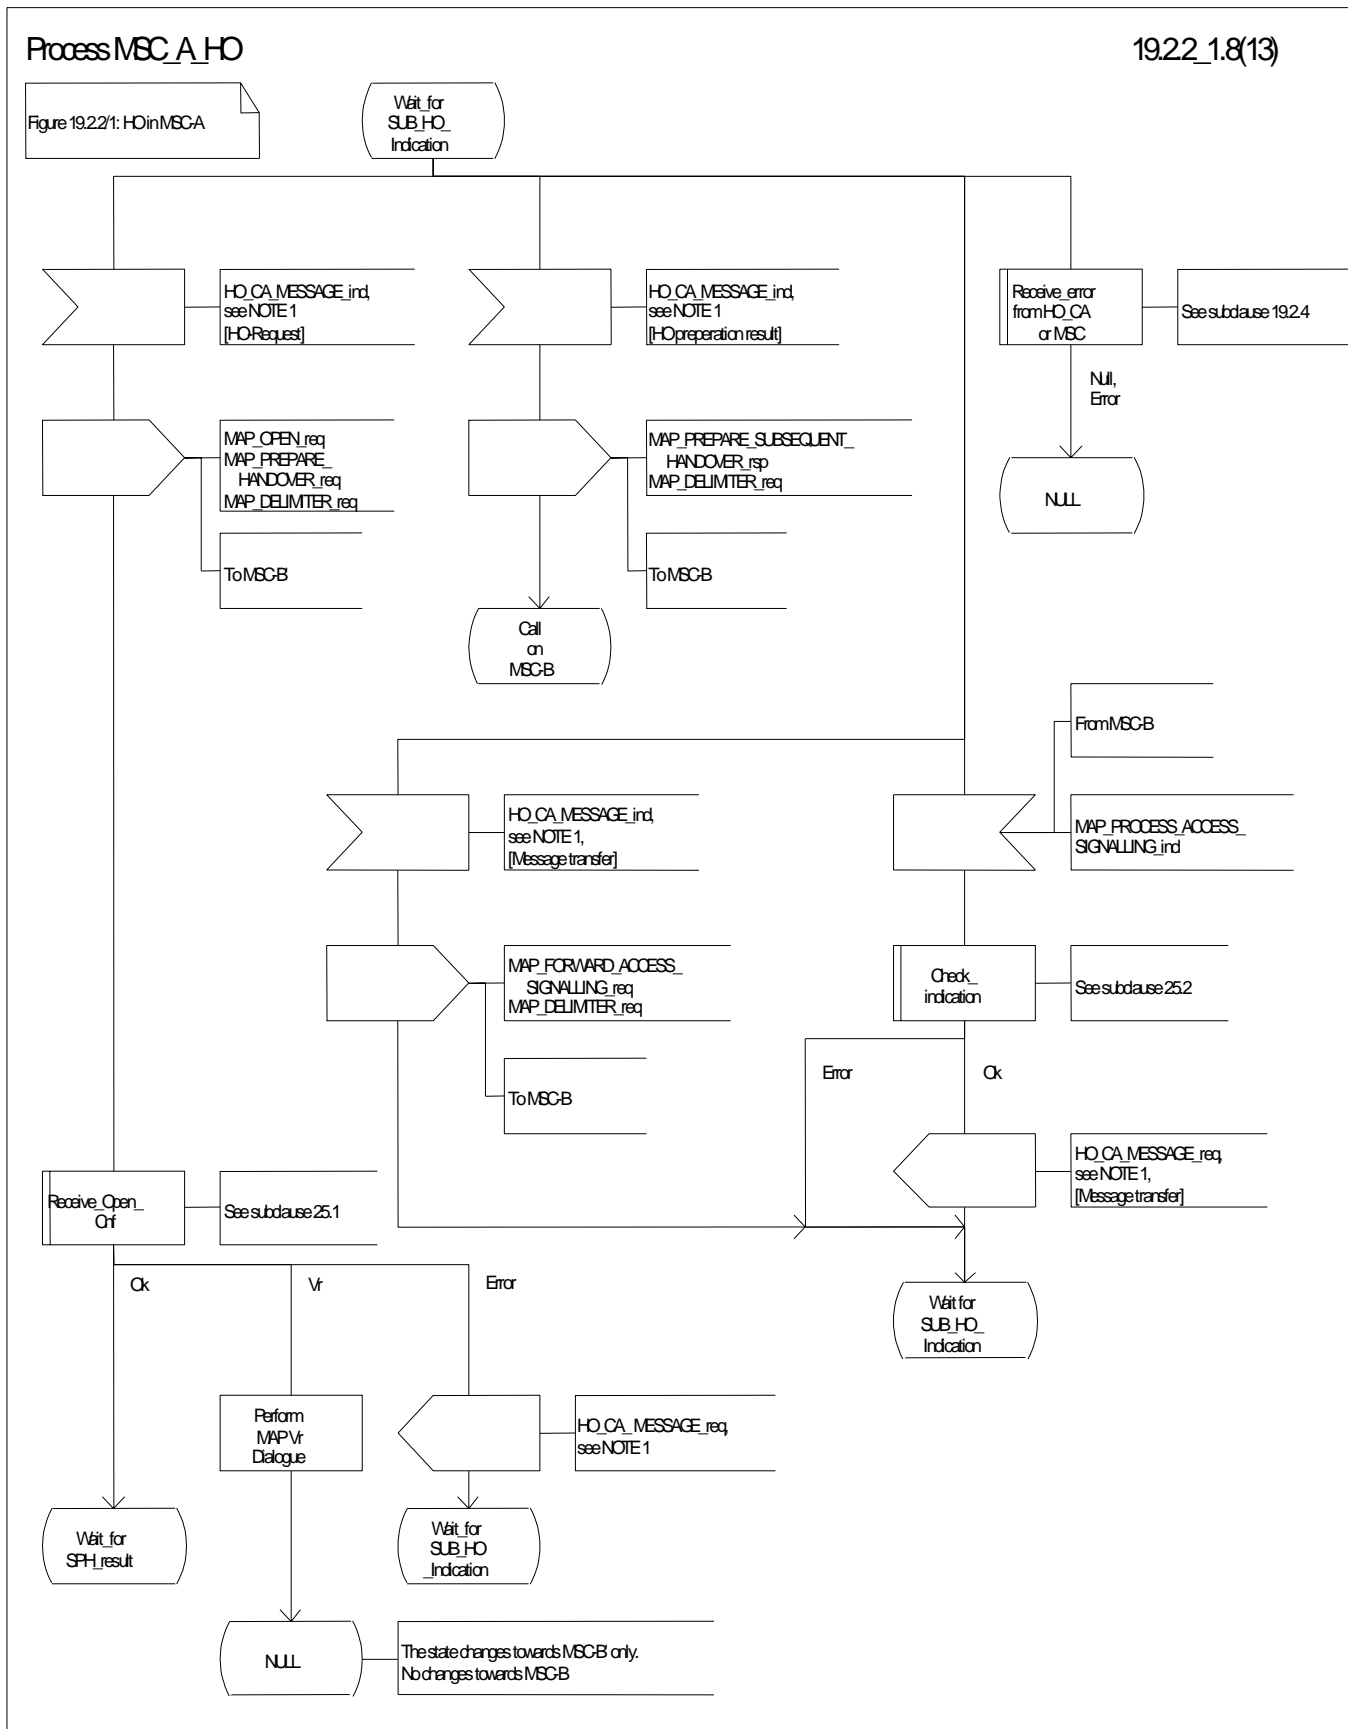 Process MSC_A_HO
19.2.2_1.8(13)
Figure 19.2.2/1: HO in MSC-A
Wait_for
SUB_HO_
Indication
HO_CA_MESSAGE_ind,
see NOTE 1
[HO-Request]
HO_CA_MESSAGE_ind,
see NOTE 1
[HO preperation result]
Receive_error
from HO_CA
or MSC
See subclause 19.2.4
Null,
Error
MAP_OPEN_req
MAP_PREPARE_
HANDOVER_req
MAP_DELIMITER_req
MAP_PREPARE_SUBSEQUENT_
HANDOVER_rsp
MAP_DELIMITER_req
NULL
To MSC-B'
To MSC-B
Call
on
MSC-B
From MSC-B
HO_CA_MESSAGE_ind,
see NOTE 1,
[Message transfer]
MAP_PROCESS_ACCESS_
SIGNALLING_ind
MAP_FORWARD_ACCESS_
SIGNALLING_req
MAP_DELIMITER_req
Check_
indication
See subclause 25.2
Error
Ok
To MSC-B
HO_CA_MESSAGE_req,
see NOTE 1,
[Message transfer]
Receive_Open_
Cnf
See subclause 25.1
Ok
Vr
Error
Wait for
SUB_HO_
Indication
Perform
MAP Vr
Dialogue
HO_CA_ MESSAGE_req,
see NOTE 1
Wait_for
SPH_result
Wait_for
SUB_HO
_Indication
NULL
The state changes towards MSC-B' only.
No changes towards MSC-B